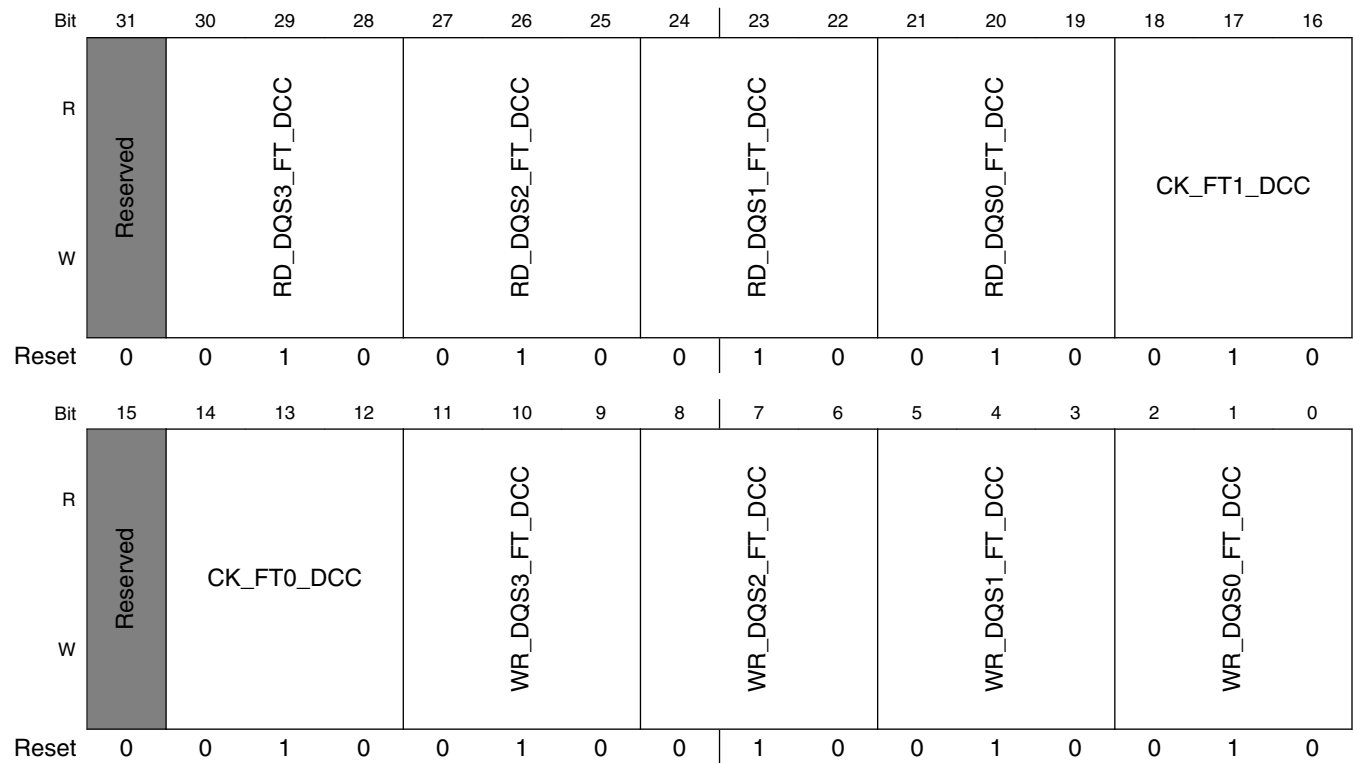 Bit 31 30 29 28 27 26 25 24 23 22 21 20 19 18 17 16
R
W
Reserved
RD_DQS3_FT_DCC
RD_DQS2_FT_DCC
RD_DQS1_FT_DCC
RD_DQS0_FT_DCC
CK_FT1_DCC
Reset 0 0 1 0 0 1 0 0 1 0 0 1 0 0 1 0
Bit 15 14 13 12 11 10 9 8 7 6 5 4 3 2 1 0
R
W
Reserved
CK_FT0_DCC
WR_DQS3_FT_DCC
WR_DQS2_FT_DCC
WR_DQS1_FT_DCC
WR_DQS0_FT_DCC
Reset 0 0 1 0 0 1 0 0 1 0 0 1 0 0 1 0